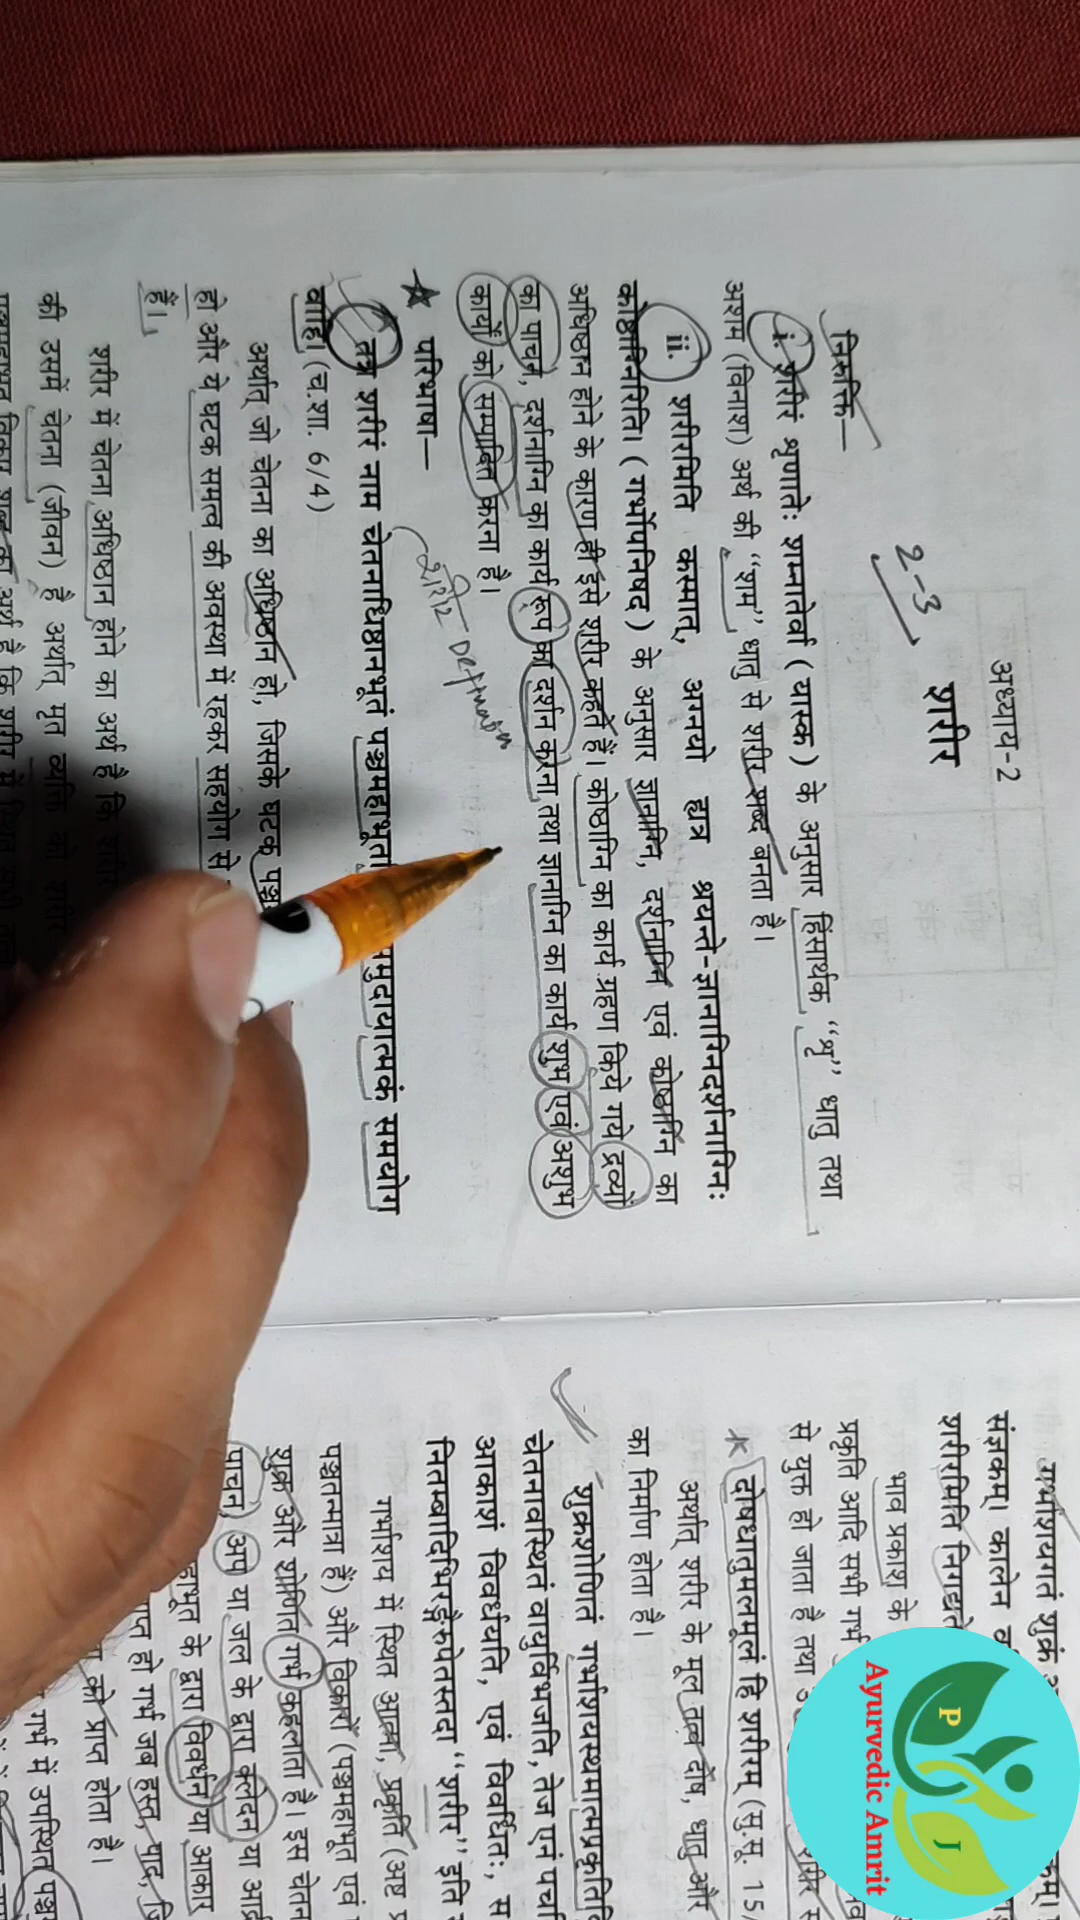 अध्याय-2
2-3
शरीर
निरुक्ति—
i. शरीरं श्रृणातेः शम्नातेर्वा (यास्क) के अनुसार हिंसार्थक “श्रृ” धातु तथा
अशम (विनाश) अर्थ की “शम” धातु से शरीर शब्द बनता है।
ii. शरीरमिति कस्मात्, अग्नयो ह्यत्र श्रयन्ते-ज्ञानाग्निदर्शनाग्निः
कोष्ठाग्निरिति। (गर्भोपनिषद) के अनुसार ज्ञानाग्नि, दर्शनाग्नि एवं कोष्ठाग्नि का
अधिष्ठान होने के कारण ही इसे शरीर कहते हैं। कोष्ठाग्नि का कार्य ग्रहण किये गये द्रव्यों
का पाचन, दर्शनाग्नि का कार्य रूप का दर्शन करना तथा ज्ञानाग्नि का कार्य शुभ एवं अशुभ
कार्यों को सम्पादित करना है।
परिभाषा—
शरीर Defination
तत्र शरीरं नाम चेतनाधिष्ठानभूतं पञ्चमहाभूत समुदायात्मकं समयोग
वाहि। (च.शा. 6/4)
अर्थात् जो चेतना का अधिष्ठान हो, जिसके घटक पञ्च
हो और ये घटक समत्व की अवस्था में रहकर सहयोग से
हैं।
शरीर में चेतना अधिष्ठान होने का अर्थ है कि शरीर
की उसमें चेतना (जीवन) है अर्थात् मृत व्यक्ति को शरीर
गर्भाशयगतं शुक्रं
संज्ञकम्। कालेन
शरीरमिति निगद्यते
भाव प्रकाश के
प्रकृति आदि सभी गर्भ
से युक्त हो जाता है तथा
दोषधातुमलमूलं हि शरीरम् (सु.सू. 15/
अर्थात् शरीर के मूल तत्व दोष, धातु और
का निर्माण होता है।
शुक्रशोणितं गर्भाशयस्थमात्मप्रकृति
चेतनावस्थितं वायुर्विभजति, तेज एनं पचति
आकाशं विवर्धयति, एवं विवर्धितः, स
नितम्बादिभिरङ्गैरुपेतस्तदा “शरीर” इति
गर्भाशय में स्थित आत्मा, प्रकृति (अष्ट
पञ्चतन्मात्रा हैं) और विकारों (पञ्चमहाभूत एवं
शुक्र और शोणित गर्भ कहलाता है। इस चेतन
पाचन) अप या जल के द्वारा क्लेदन या आर्द्र
के द्वारा विवर्धन या आकार
हो गर्भ जब हस्त, पाद,
को प्राप्त होता है।
गर्भ में उपस्थित पञ्च
P
J
Ayurvedic Amrit